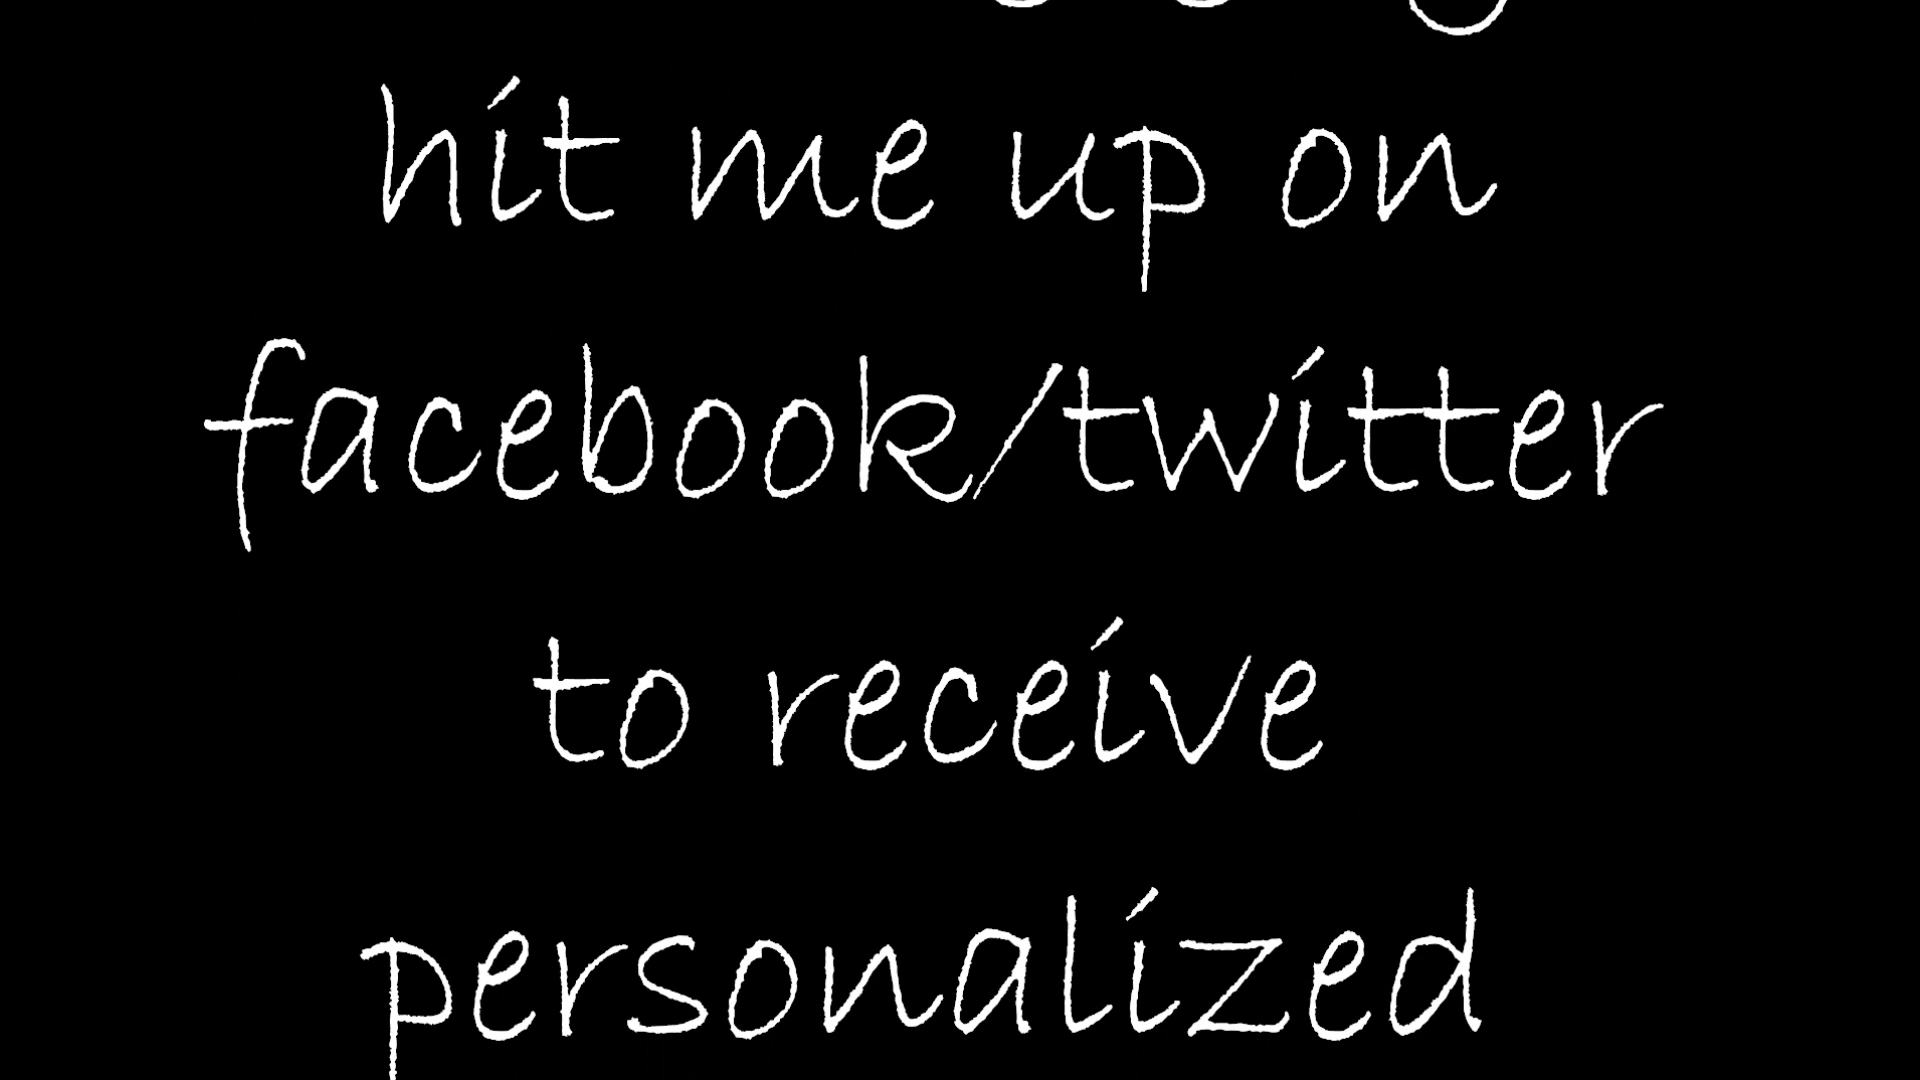 hit me up on
facebook/twitter
to receive
personalized